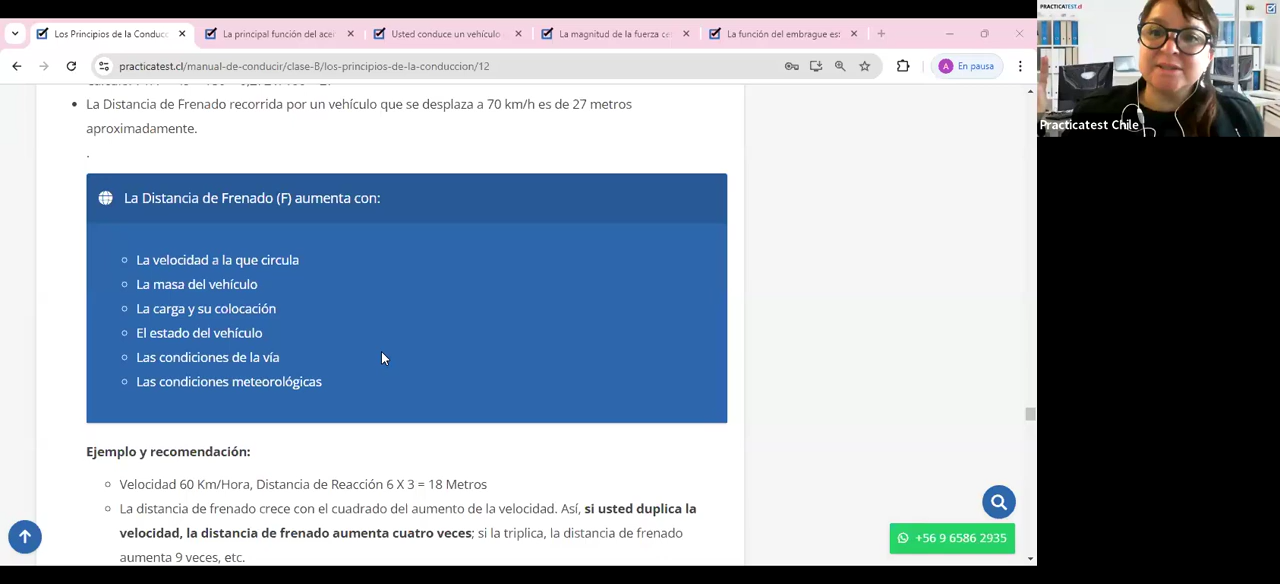 PRACTICATEST.cl
Los Principios de la Conduc
La principal función del ace
Usted conduce un vehículo
La magnitud de la fuerza ce
La función del embrague es:
practicatest.cl/manual-de-conducir/clase-B/los-principios-de-la-conduccion/12
A
En pausa
Practicatest Chile
La Distancia de Frenado recorrida por un vehículo que se desplaza a 70 km/h es de 27 metros
aproximadamente.
.
La Distancia de Frenado (F) aumenta con:
La velocidad a la que circula
La masa del vehículo
La carga y su colocación
El estado del vehículo
Las condiciones de la vía
Las condiciones meteorológicas
Ejemplo y recomendación:
Velocidad 60 Km/Hora, Distancia de Reacción 6 X 3 = 18 Metros
La distancia de frenado crece con el cuadrado del aumento de la velocidad. Así, si usted duplica la
velocidad, la distancia de frenado aumenta cuatro veces; si la triplica, la distancia de frenado
aumenta 9 veces, etc.
+56 9 6586 2935